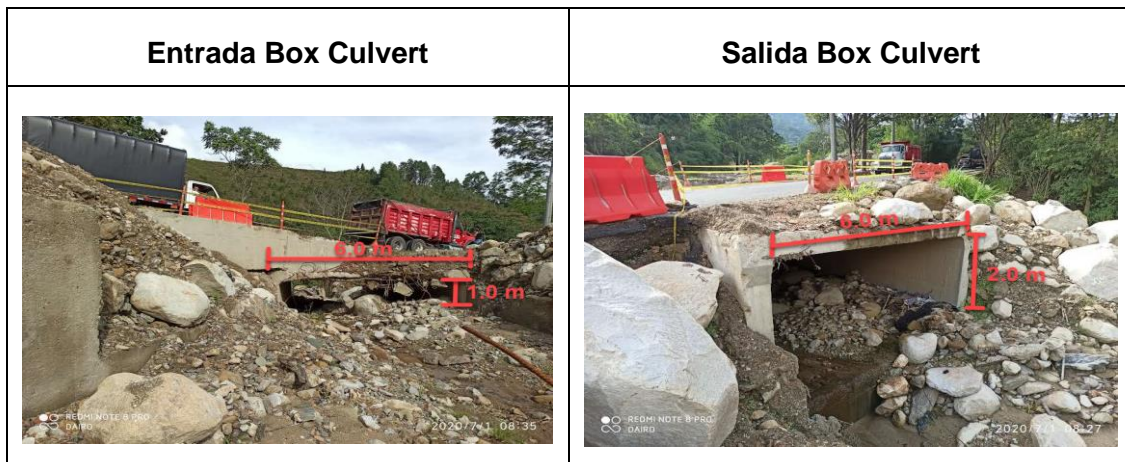 Entrada Box Culvert
Salida Box Culvert
6.0 m
1.0 m
REDMI NOTE 8 PRO
DAIRO
2020/7/1 08:35
6.0 m
2.0 m
REDMI NOTE 8 PRO
DAIRO
2020/7/1 08:27